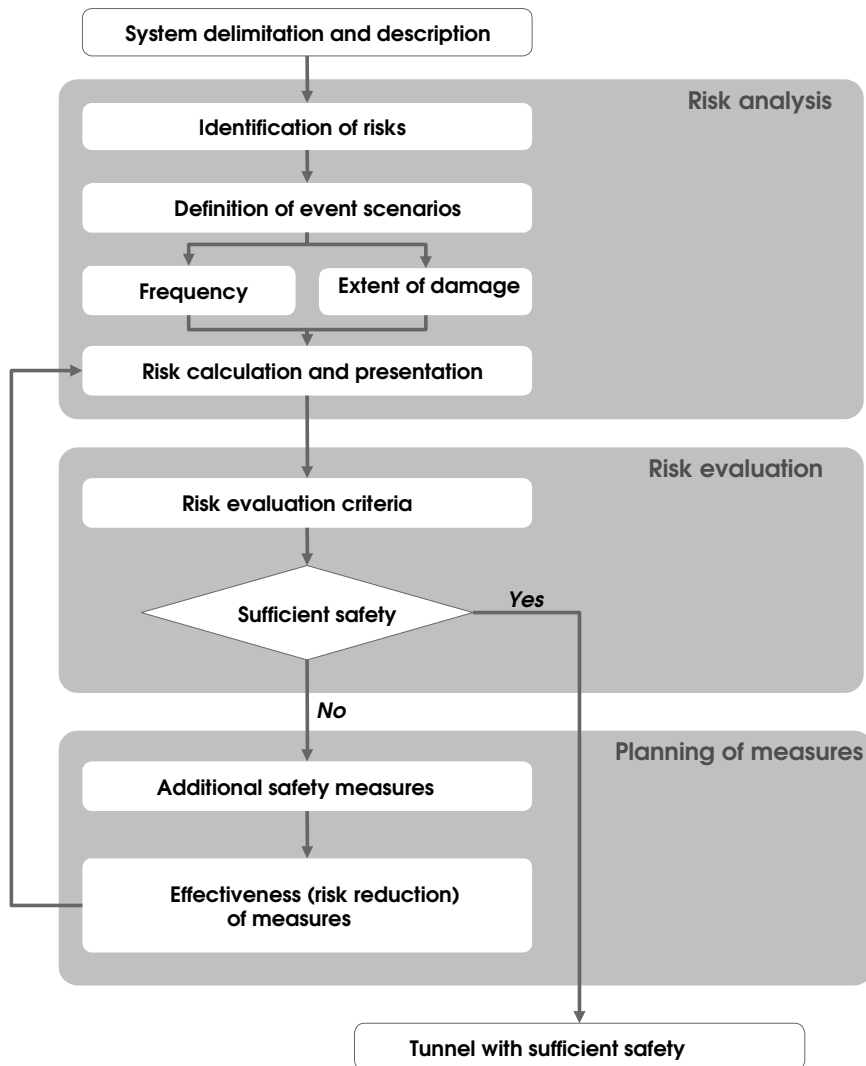 System delimitation and description
Risk analysis
Identification of risks
Definition of event scenarios
Frequency
Extent of damage
Risk calculation and presentation
Risk evaluation
Risk evaluation criteria
Sufficient safety
Yes
No
Planning of measures
Additional safety measures
Effectiveness (risk reduction)
of measures
Tunnel with sufficient safety